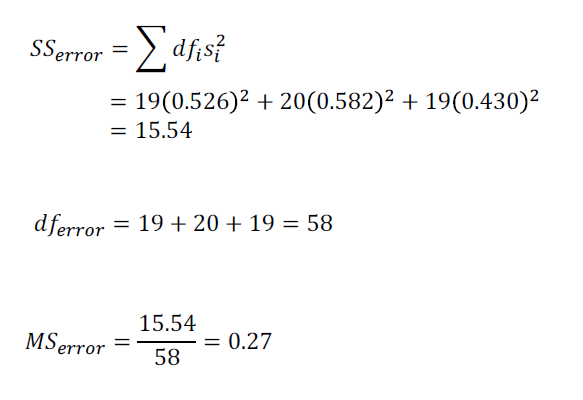 SS_error = ∑ df_i s_i^2
= 19(0.526)² + 20(0.582)² + 19(0.430)²
= 15.54
df_error = 19 + 20 + 19 = 58
MS_error = 15.54/58 = 0.27